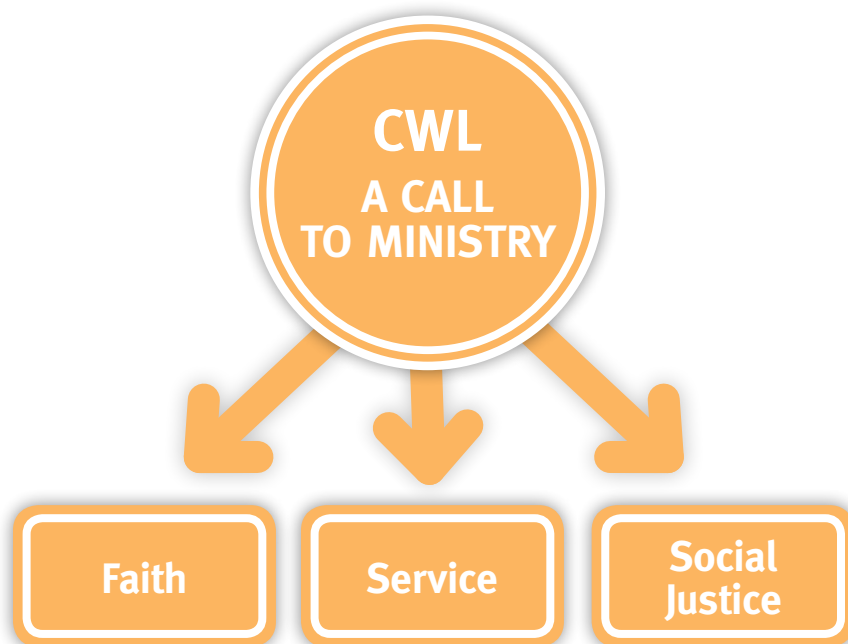 CWL
A CALL
TO MINISTRY
Faith
Service
Social
Justice